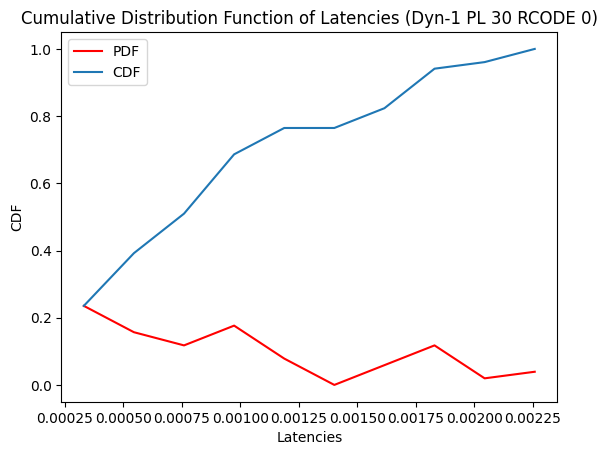 Cumulative Distribution Function of Latencies (Dyn-1 PL 30 RCODE 0)
PDF
CDF
1.0
0.8
0.6
0.4
0.2
0.0
CDF
0.00025 0.00050 0.00075 0.00100 0.00125 0.00150 0.00175 0.00200 0.00225
Latencies